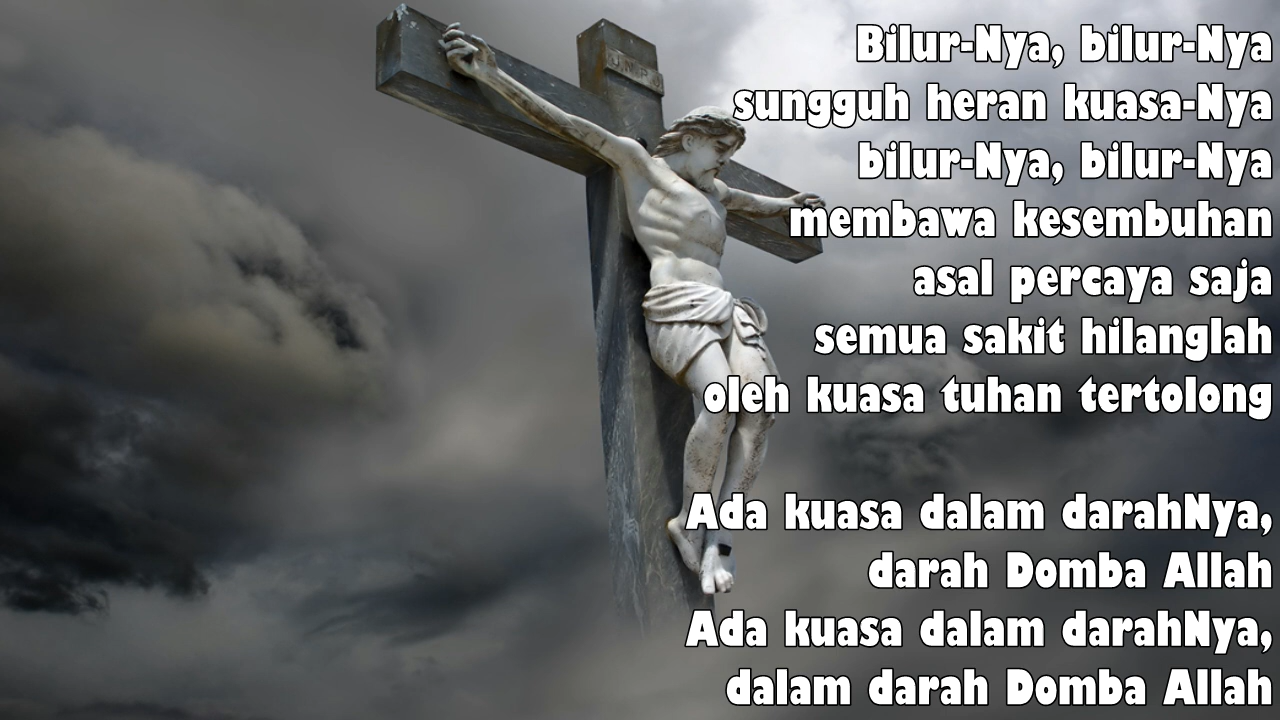 J.N.R.J
Bilur-Nya, bilur-Nya
sungguh heran kuasa-Nya
bilur-Nya, bilur-Nya
membawa kesembuhan
asal percaya saja
semua sakit hilanglah
oleh kuasa tuhan tertolong
Ada kuasa dalam darahNya,
darah Domba Allah
Ada kuasa dalam darahNya,
dalam darah Domba Allah